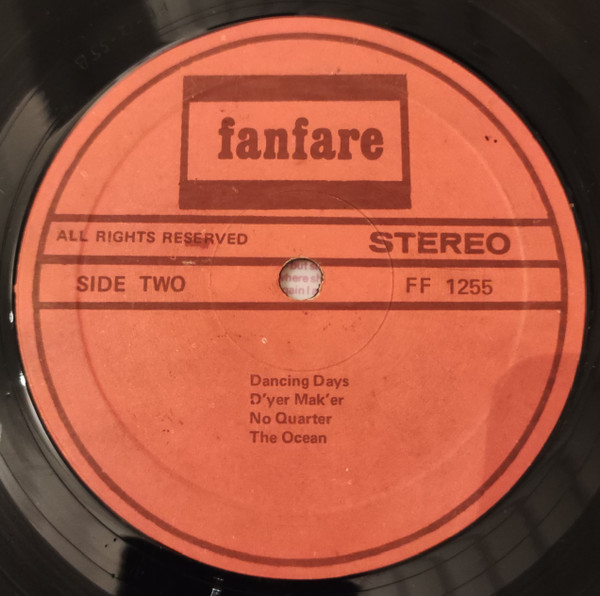 fanfare
ALL RIGHTS RESERVED
STEREO
SIDE TWO
FF 1255
Dancing Days
D'yer Mak'er
No Quarter
The Ocean